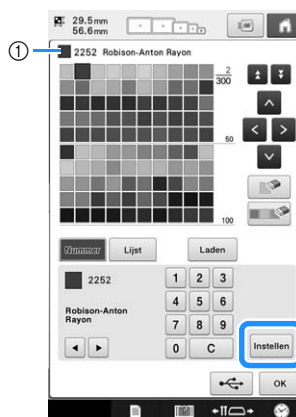 29.5mm
56.6mm
1
2252 Robison-Anton Rayon
2
300
50
100
Nummer
Lijst
Laden
2252
1 2 3
Robison-Anton
Rayon
4 5 6
7 8 9
0 C
Instellen
OK